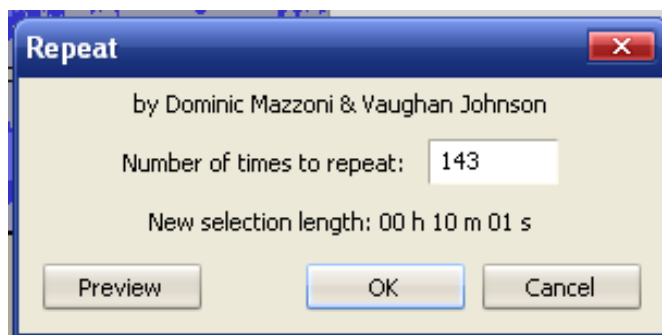 Repeat
by Dominic Mazzoni & Vaughan Johnson
Number of times to repeat: 143
New selection length: 00 h 10 m 01 s
Preview OK Cancel